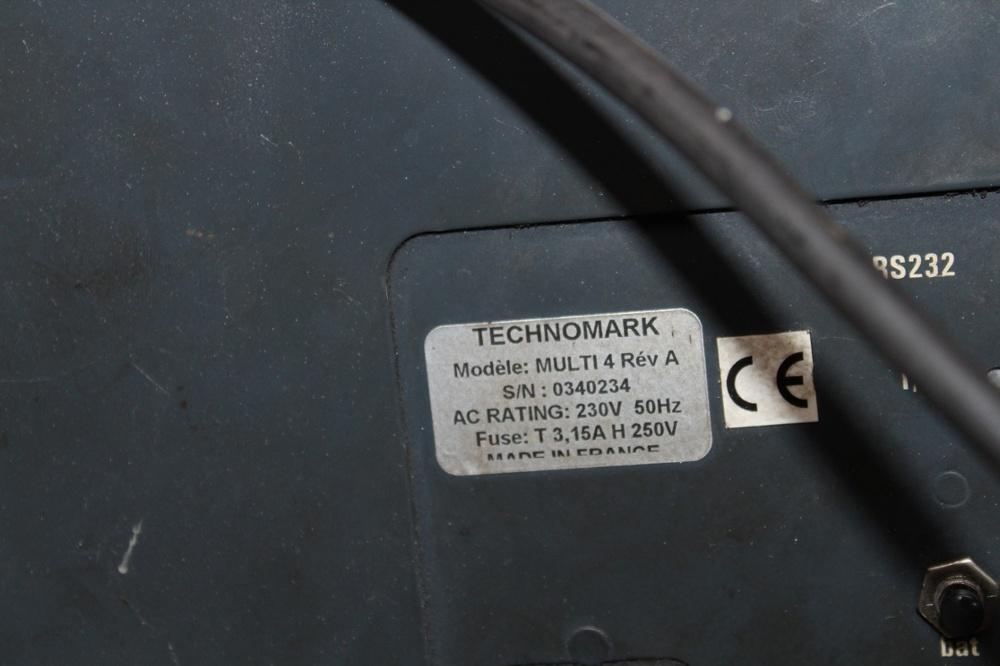 RS232
TECHNOMARK
Modèle: MULTI 4 Rév A
S/N : 0340234
AC RATING: 230V 50Hz
Fuse: T 3,15A H 250V
MADE IN FRANCE
CE
bat